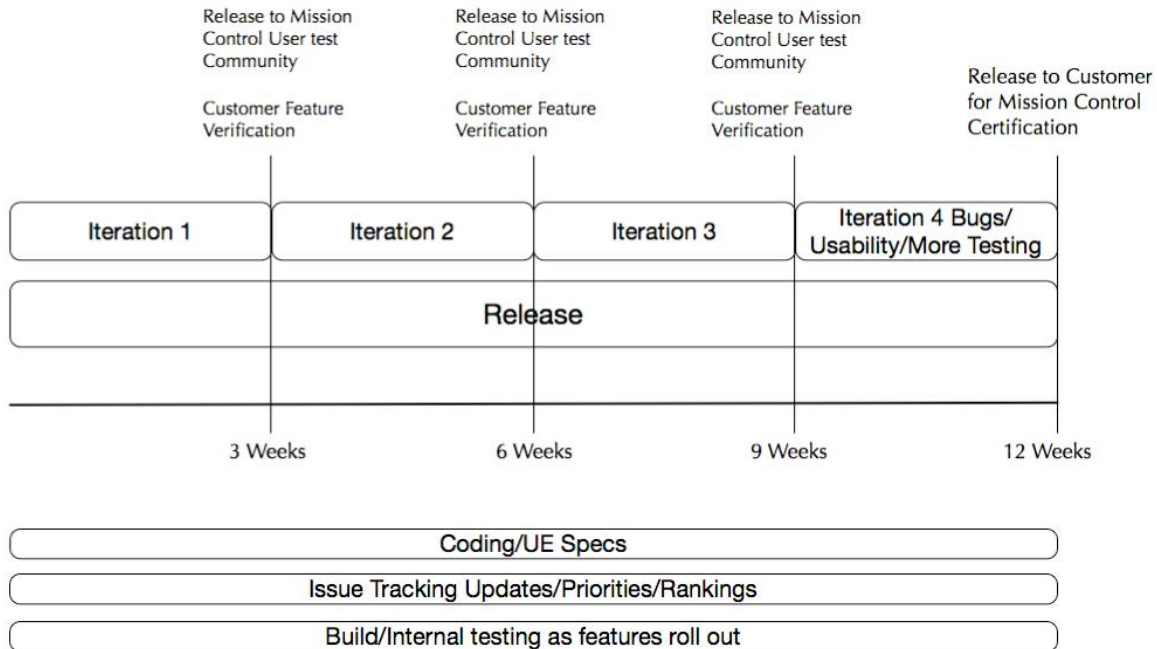 Release to Mission
Control User test
Community
Customer Feature
Verification
Release to Mission
Control User test
Community
Customer Feature
Verification
Release to Mission
Control User test
Community
Customer Feature
Verification
Release to Customer
for Mission Control
Certification
Iteration 1
Iteration 2
Iteration 3
Iteration 4 Bugs/
Usability/More Testing
Release
3 Weeks
6 Weeks
9 Weeks
12 Weeks
Coding/UE Specs
Issue Tracking Updates/Priorities/Rankings
Build/Internal testing as features roll out